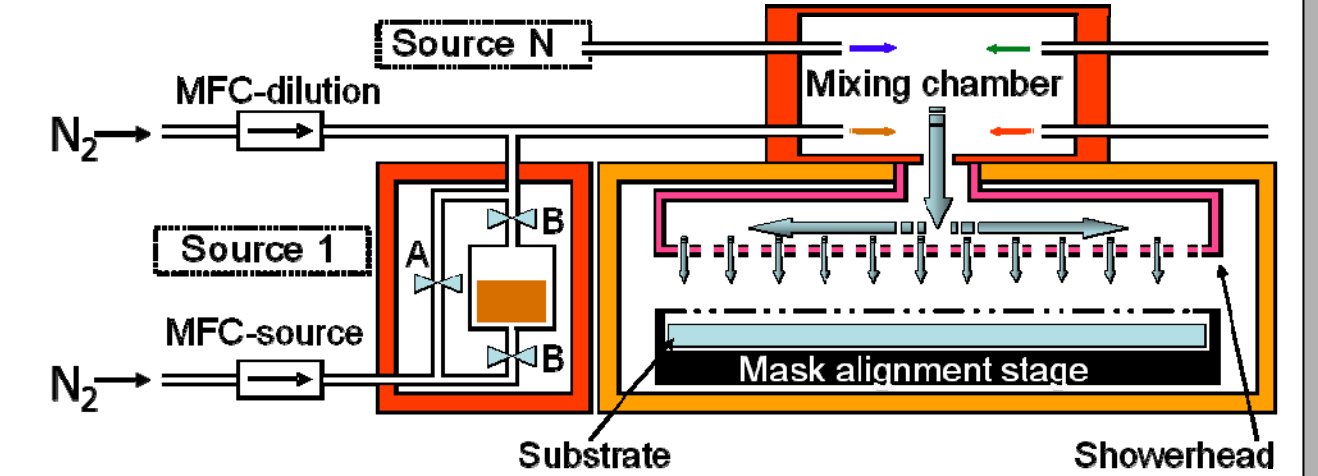 Source N
MFC-dilution
Mixing chamber
N2
B
Source 1
A
MFC-source
B
N2
Mask alignment stage
Substrate
Showerhead